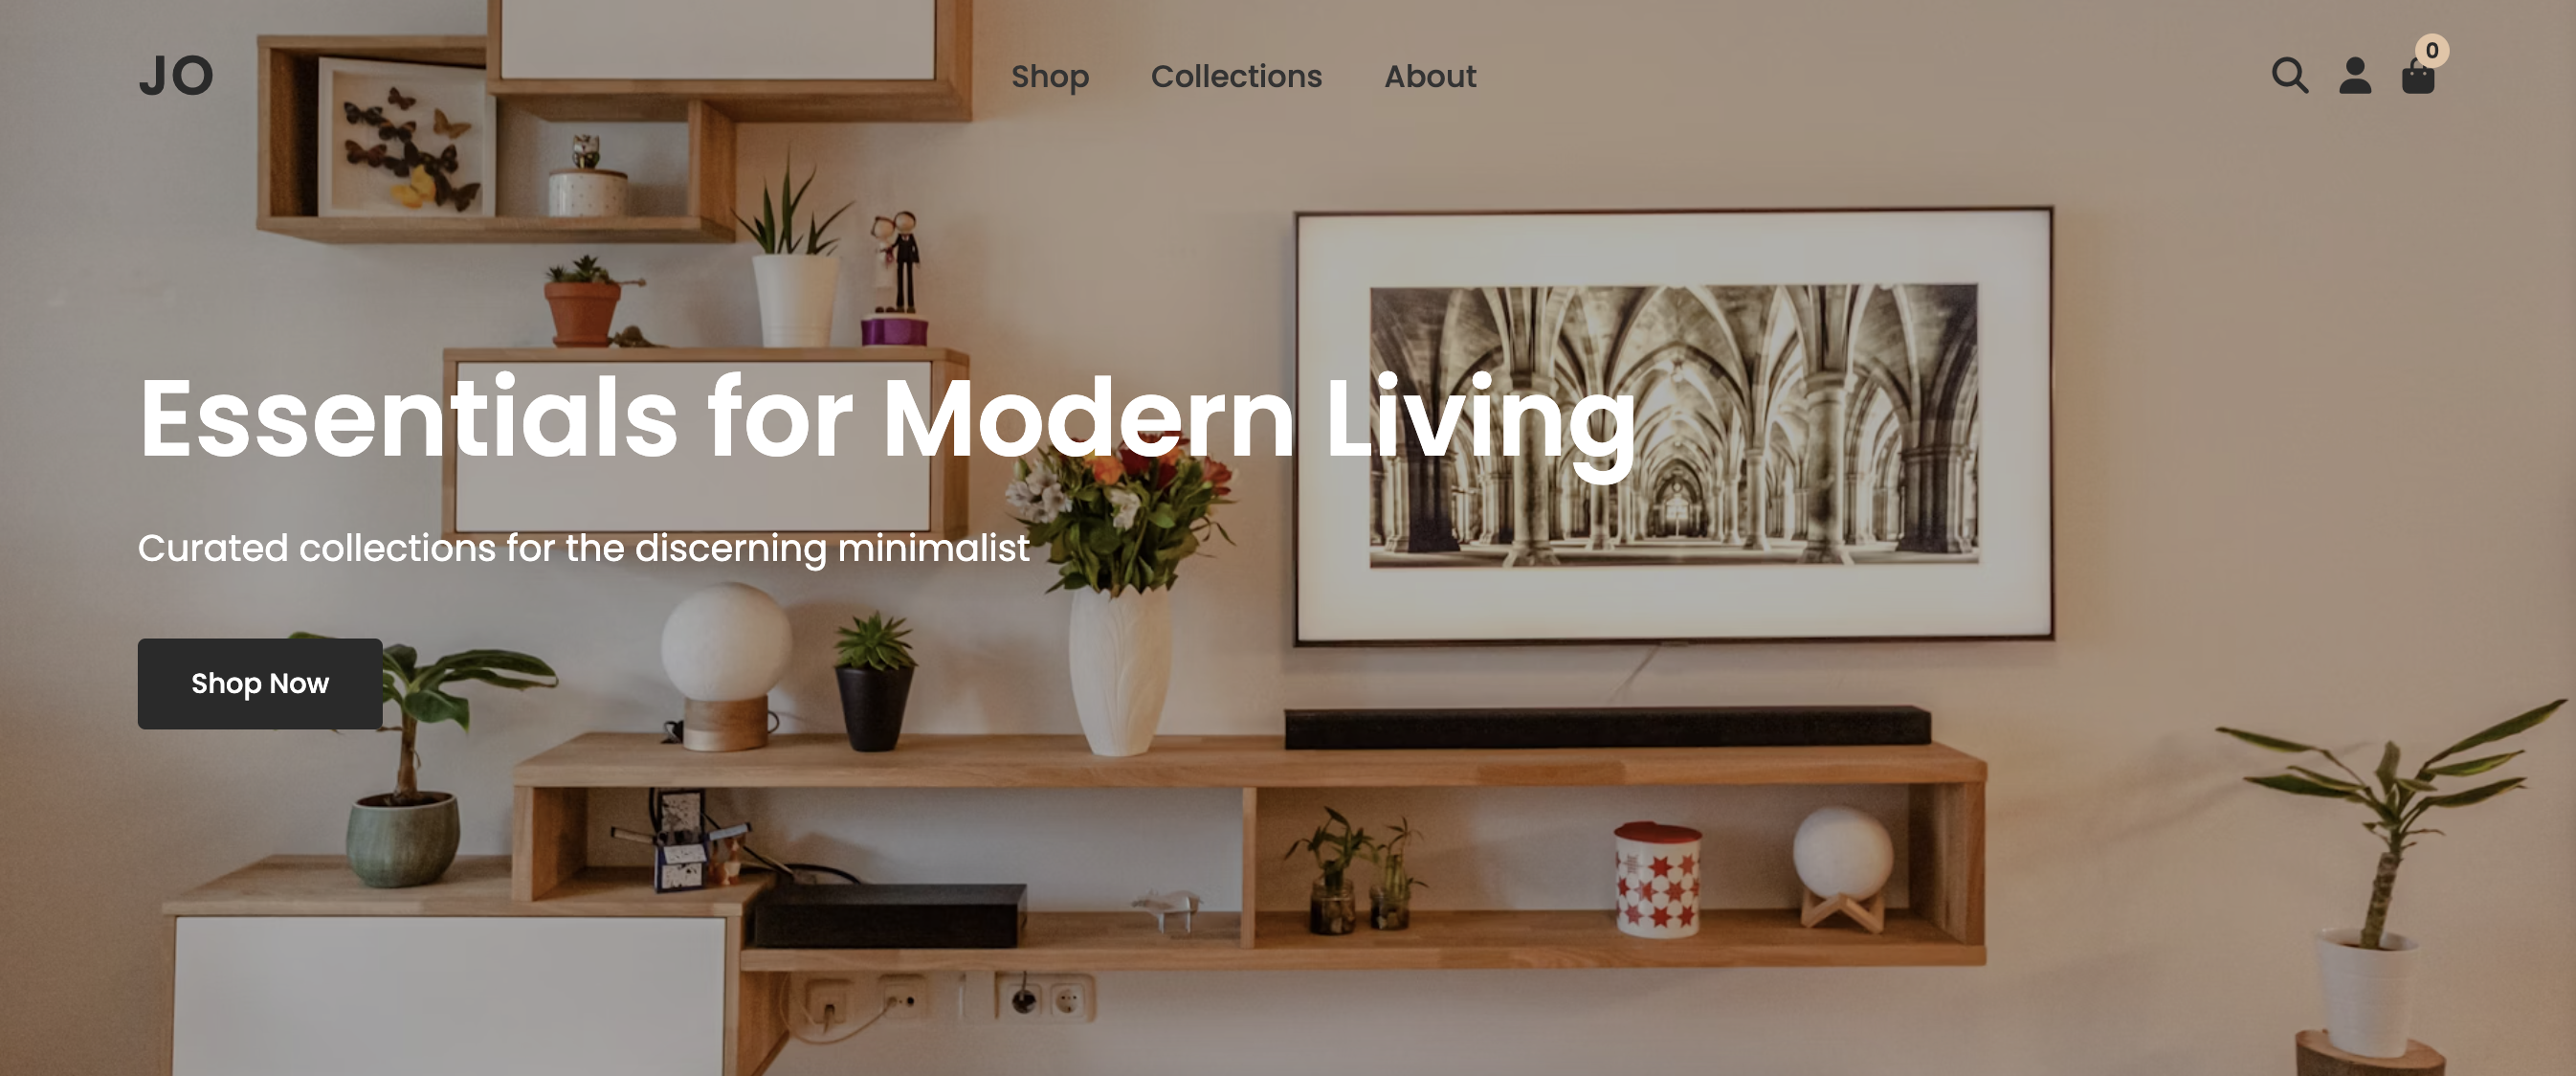 JO
Shop Collections About
0
Essentials for Modern Living
Curated collections for the discerning minimalist
Shop Now